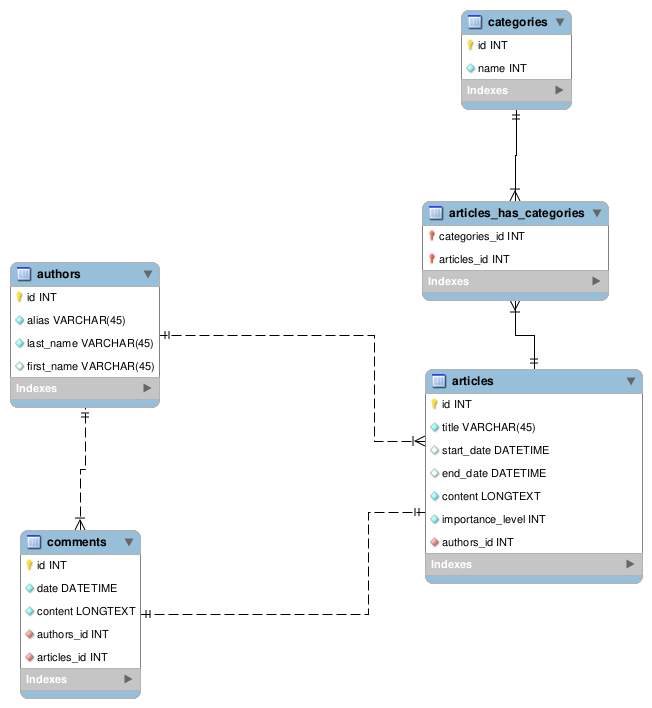 categories
id INT
name INT
Indexes
articles_has_categories
categories_id INT
articles_id INT
Indexes
authors
id INT
alias VARCHAR(45)
last_name VARCHAR(45)
first_name VARCHAR(45)
Indexes
articles
id INT
title VARCHAR(45)
start_date DATETIME
end_date DATETIME
content LONGTEXT
importance_level INT
authors_id INT
Indexes
comments
id INT
date DATETIME
content LONGTEXT
authors_id INT
articles_id INT
Indexes